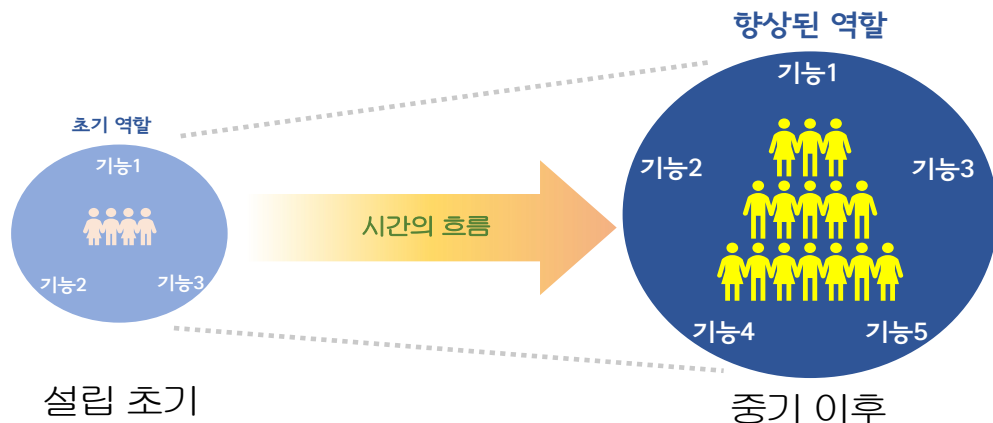 향상된 역할
기능1
초기 역할
기능1
기능2
기능3
시간의 흐름
기능2
기능3
기능4
기능5
설립 초기
중기 이후